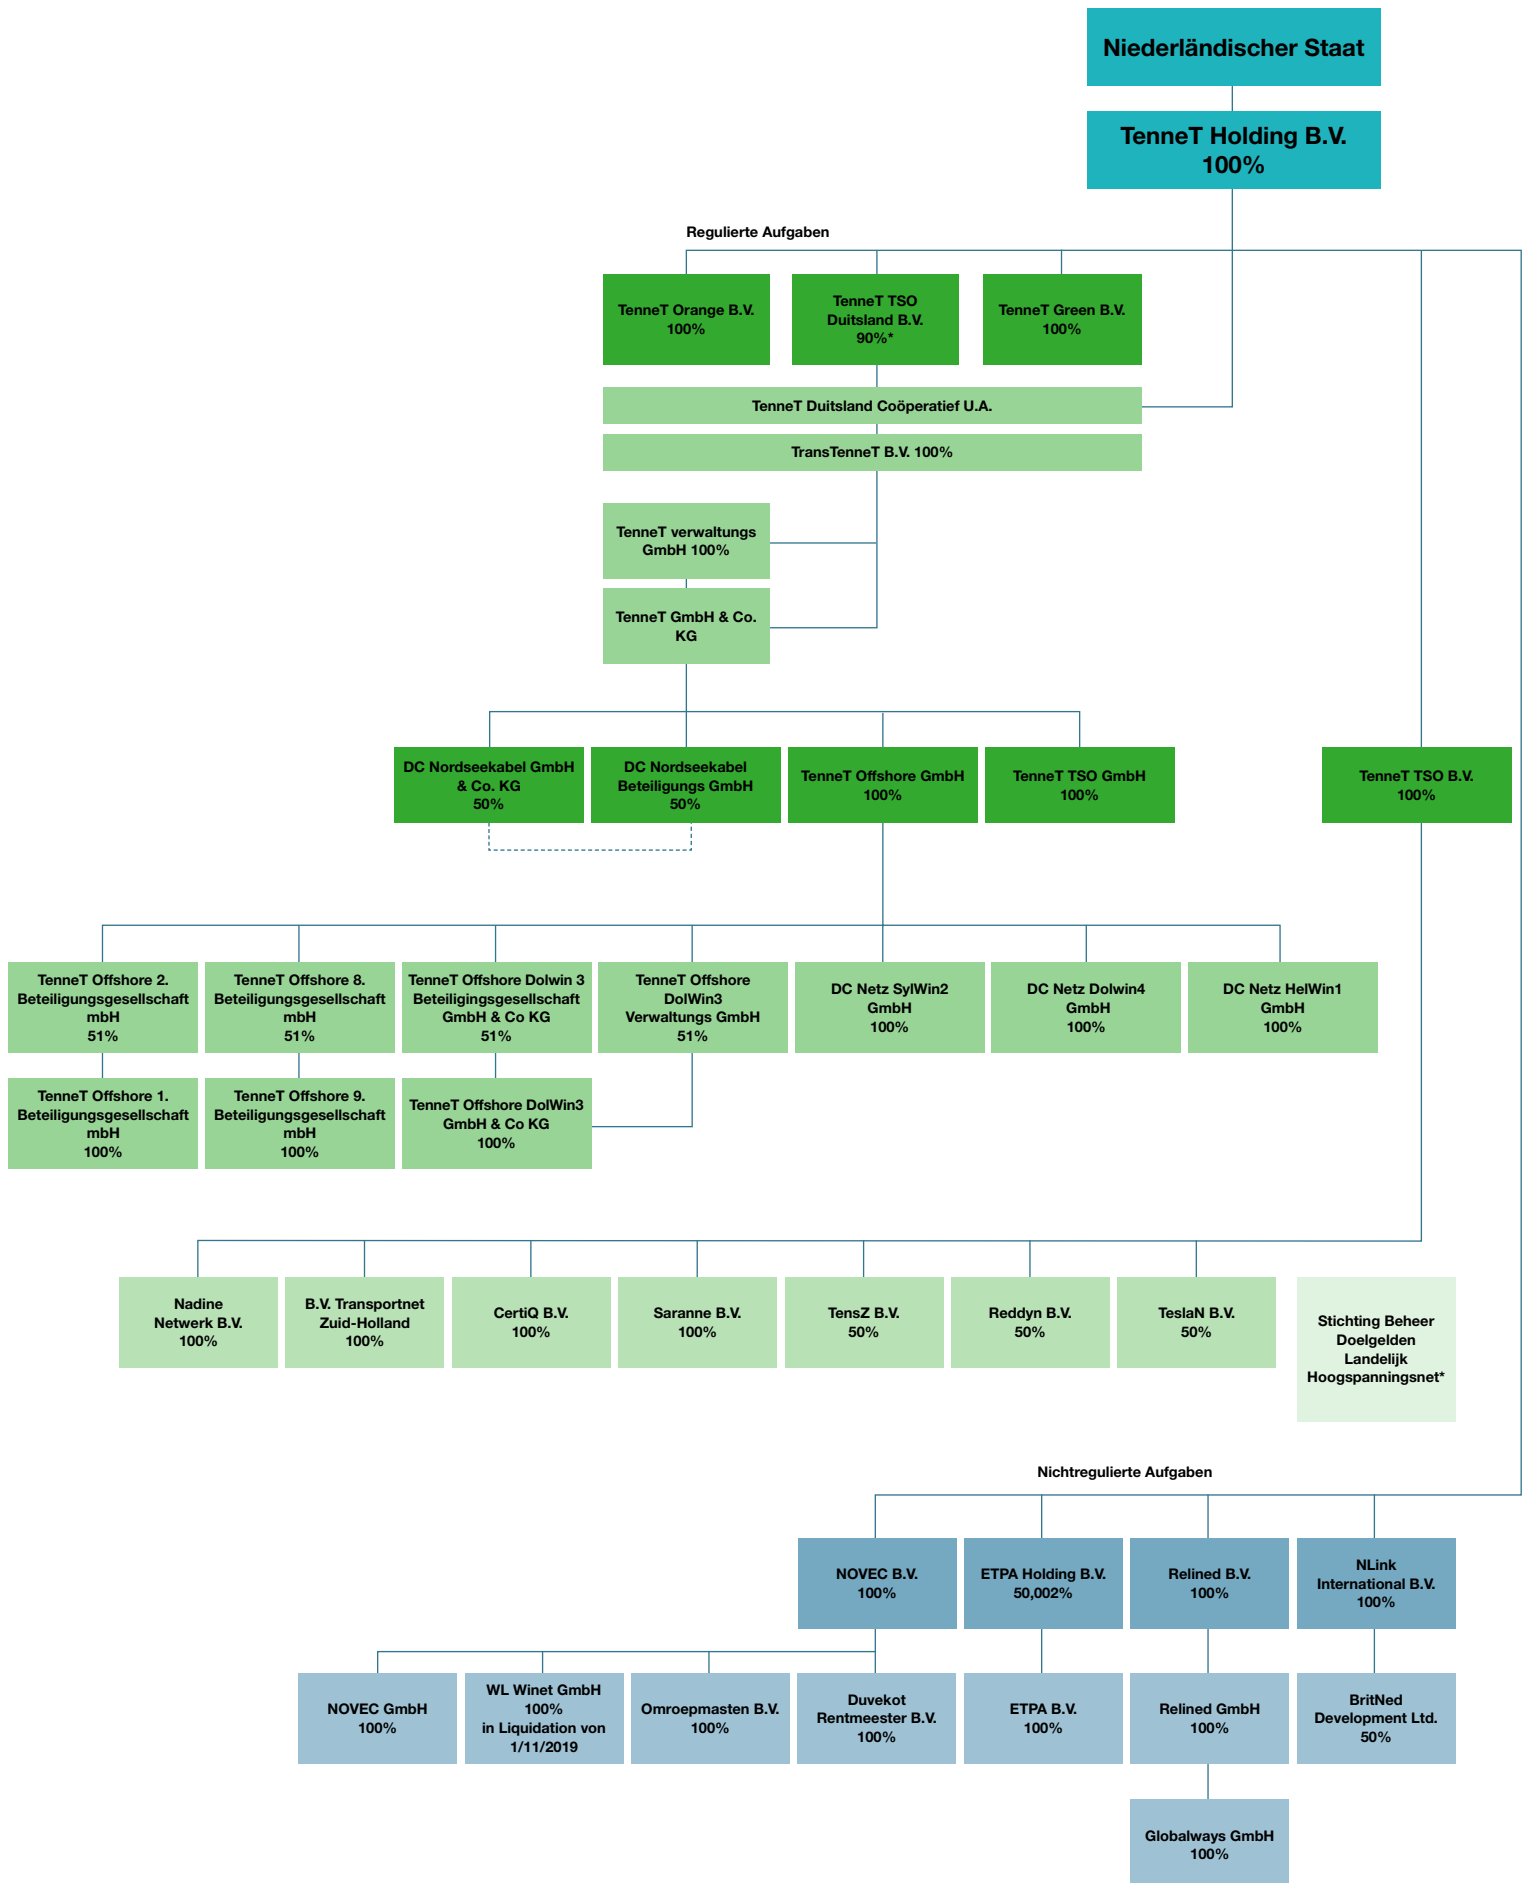 Niederländischer Staat
TenneT Holding B.V.
100%
Regulierte Aufgaben
TenneT Orange B.V.
100%
TenneT TSO
Duitsland B.V.
90%*
TenneT Green B.V.
100%
TenneT Duitsland Coöperatief U.A.
TransTenneT B.V. 100%
TenneT verwaltungs
GmbH 100%
TenneT GmbH & Co.
KG
DC Nordseekabel GmbH
& Co. KG
50%
DC Nordseekabel
Beteiligungs GmbH
50%
TenneT Offshore GmbH
100%
TenneT TSO GmbH
100%
TenneT TSO B.V.
100%
TenneT Offshore 2.
Beteiligungsgesellschaft
mbH
51%
TenneT Offshore 8.
Beteiligungsgesellschaft
mbH
51%
TenneT Offshore Dolwin 3
Beteiligingsgesellschaft
GmbH & Co KG
51%
TenneT Offshore
DolWin3
Verwaltungs GmbH
51%
DC Netz SylWin2
GmbH
100%
DC Netz Dolwin4
GmbH
100%
DC Netz HelWin1
GmbH
100%
TenneT Offshore 1.
Beteiligungsgesellschaft
mbH
100%
TenneT Offshore 9.
Beteiligungsgesellschaft
mbH
100%
TenneT Offshore DolWin3
GmbH & Co KG
100%
Nadine
Netwerk B.V.
100%
B.V. Transportnet
Zuid-Holland
100%
CertiQ B.V.
100%
Saranne B.V.
100%
TensZ B.V.
50%
Reddyn B.V.
50%
TeslaN B.V.
50%
Stichting Beheer
Doelgelden
Landelijk
Hoogspanningsnet*
Nichtregulierte Aufgaben
NOVEC B.V.
100%
ETPA Holding B.V.
50,002%
Relined B.V.
100%
NLink
International B.V.
100%
NOVEC GmbH
100%
WL Winet GmbH
100%
in Liquidation von
1/11/2019
Omroepmasten B.V.
100%
Duvekot
Rentmeester B.V.
100%
ETPA B.V.
100%
Relined GmbH
100%
BritNed
Development Ltd.
50%
Globalways GmbH
100%